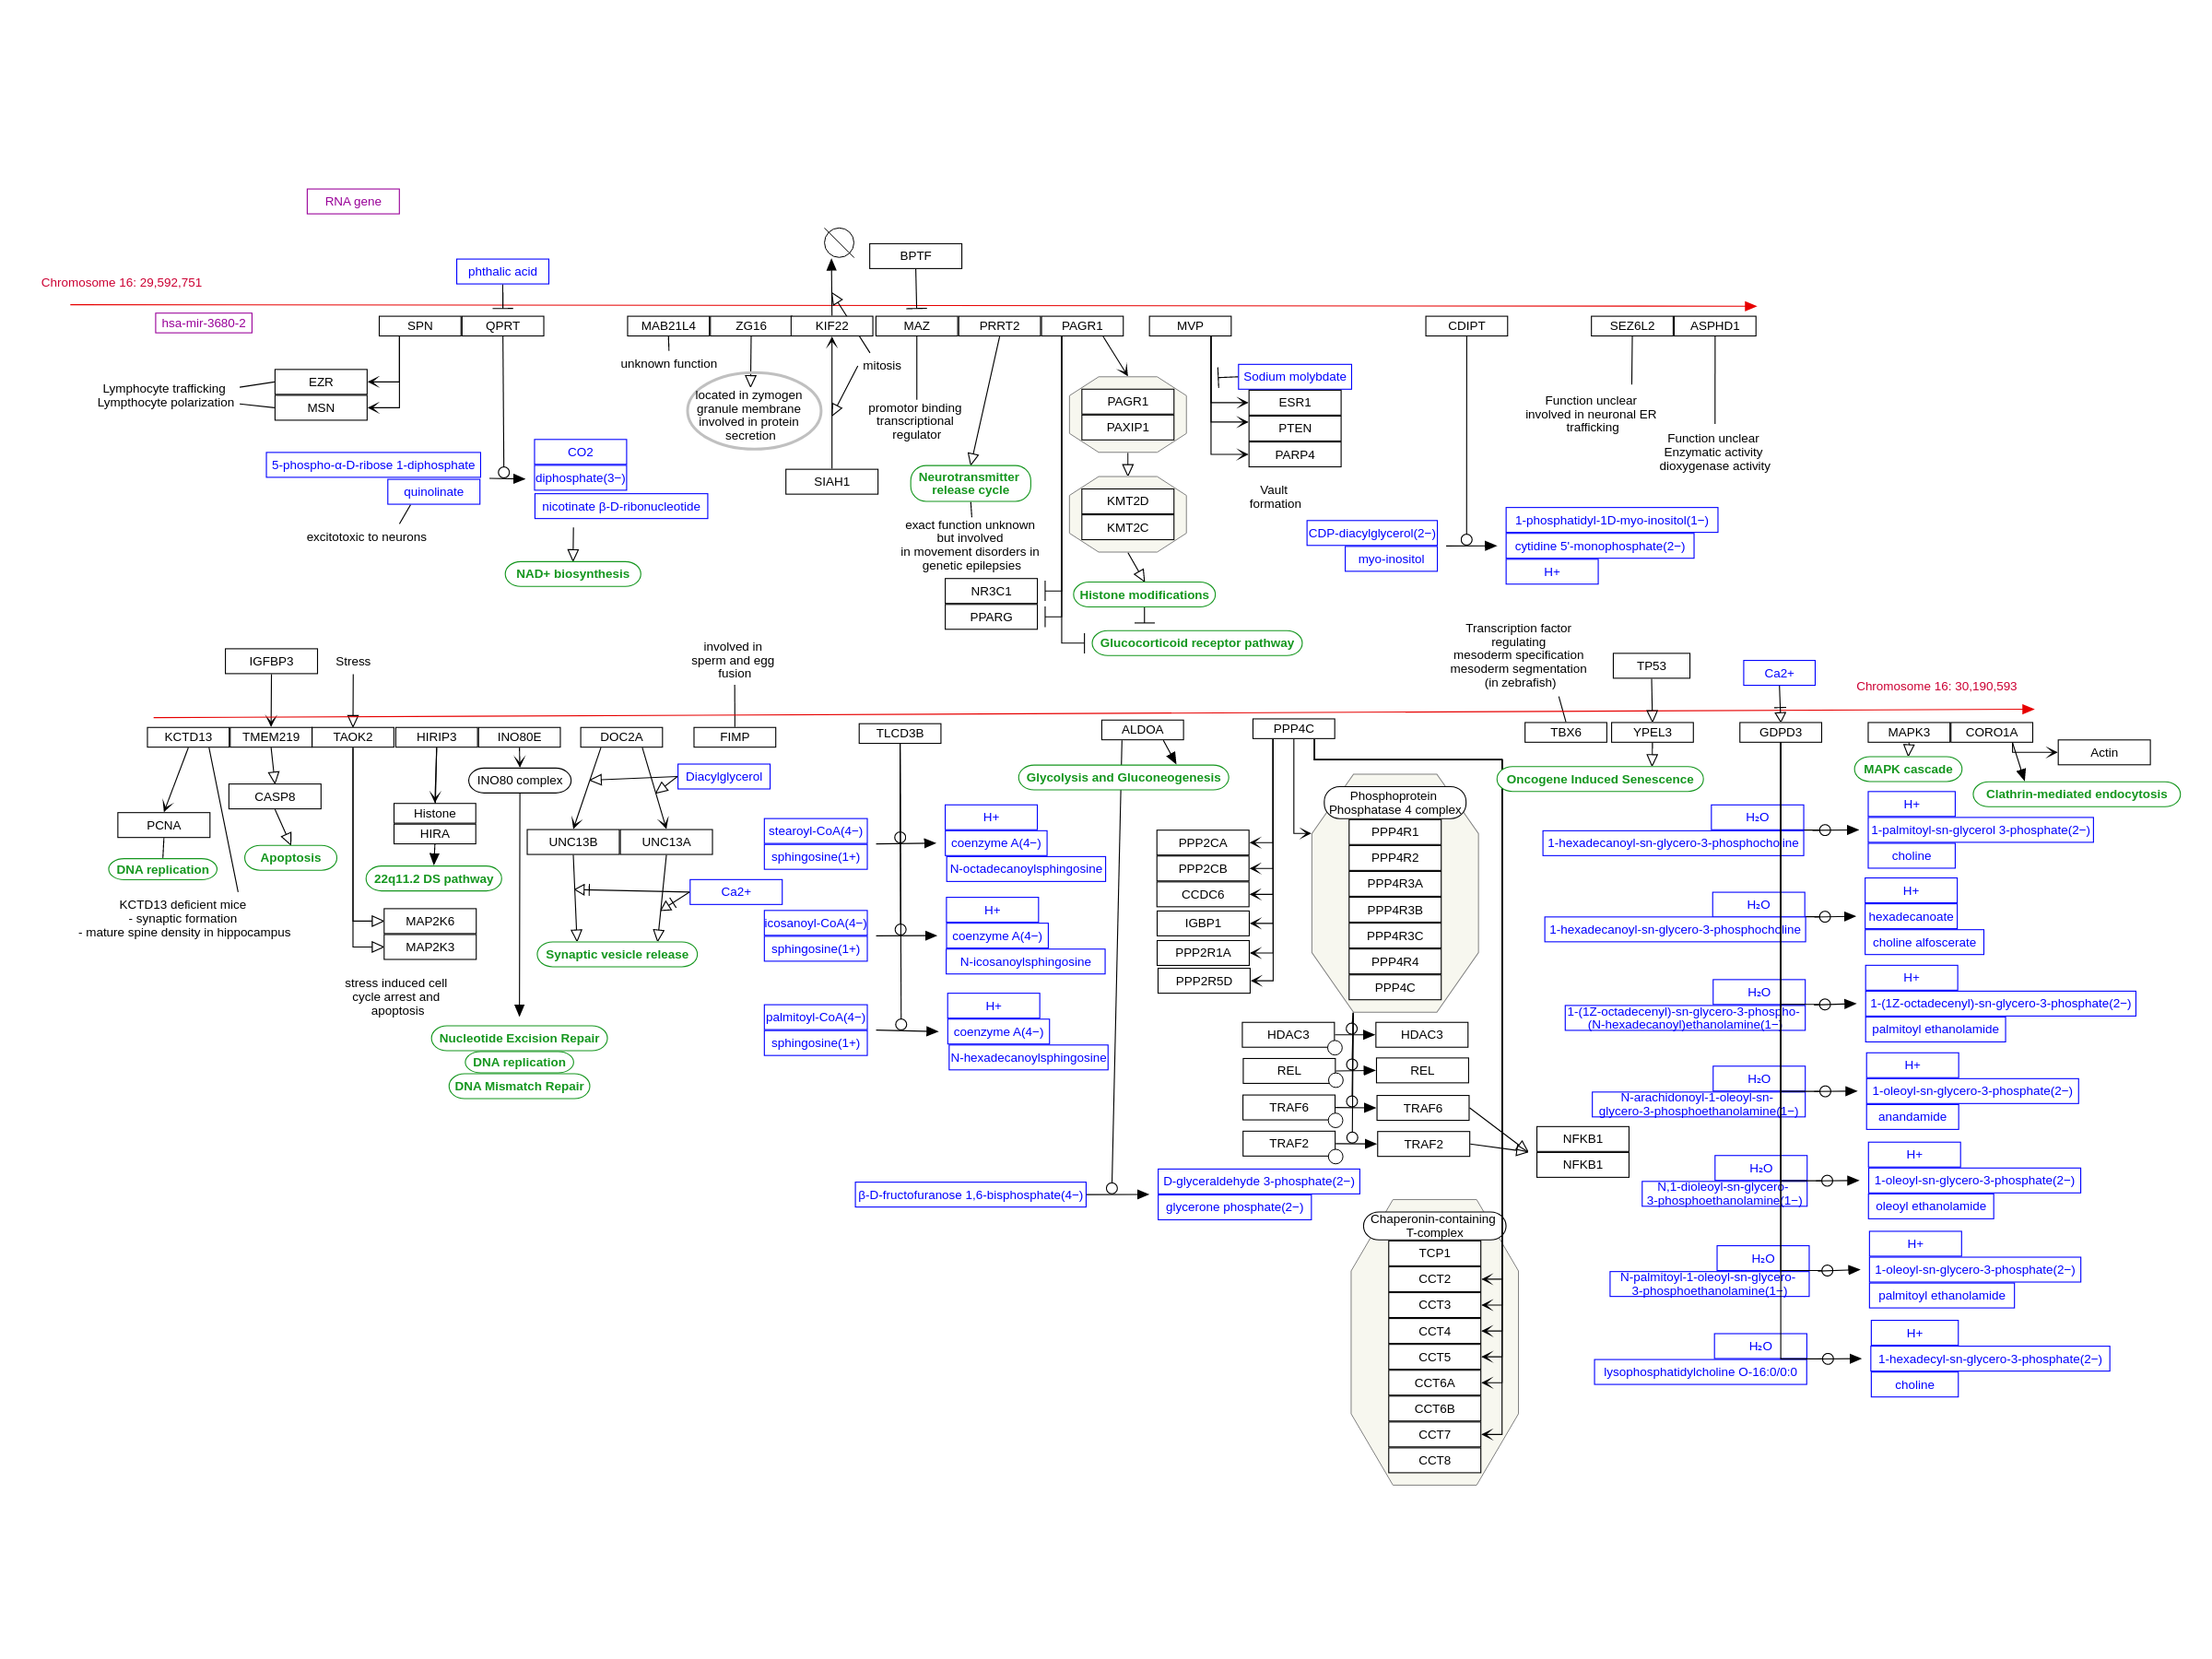 RNA gene
BPTF
phthalic acid
Chromosome 16: 29,592,751
hsa-mir-3680-2
SPN
QPRT
MAB21L4
ZG16
KIF22
MAZ
PRRT2
PAGR1
MVP
CDIPT
SEZ6L2
ASPHD1
unknown function
mitosis
EZR
MSN
Lymphocyte trafficking
Lympthocyte polarization
located in zymogen
granule membrane
involved in protein
secretion
promotor binding
transcriptional
regulator
PAGR1
PAXIP1
Sodium molybdate
ESR1
PTEN
PARP4
Function unclear
involved in neuronal ER
trafficking
Function unclear
Enzymatic activity
dioxygenase activity
5-phospho-α-D-ribose 1-diphosphate
quinolinate
CO2
diphosphate(3−)
nicotinate β-D-ribonucleotide
excitotoxic to neurons
NAD+ biosynthesis
SIAH1
Neurotransmitter
release cycle
exact function unknown
but involved
in movement disorders in
genetic epilepsies
KMT2D
KMT2C
Vault
formation
CDP-diacylglycerol(2−)
myo-inositol
1-phosphatidyl-1D-myo-inositol(1−)
cytidine 5'-monophosphate(2−)
H+
NR3C1
PPARG
Histone modifications
Glucocorticoid receptor pathway
IGFBP3
Stress
involved in
sperm and egg
fusion
Transcription factor
regulating
mesoderm specification
mesoderm segmentation
(in zebrafish)
TP53
Ca2+
Chromosome 16: 30,190,593
KCTD13
TMEM219
TAOK2
HIRIP3
INO80E
DOC2A
FIMP
TLCD3B
ALDOA
PPP4C
TBX6
YPEL3
GDPD3
MAPK3
CORO1A
Actin
INO80 complex
Diacylglycerol
Glycolysis and Gluconeogenesis
Oncogene Induced Senescence
MAPK cascade
Clathrin-mediated endocytosis
PCNA
CASP8
Histone
HIRA
UNC13B
UNC13A
DNA replication
Apoptosis
22q11.2 DS pathway
Ca2+
KCTD13 deficient mice
- synaptic formation
- mature spine density in hippocampus
MAP2K6
MAP2K3
Synaptic vesicle release
stress induced cell
cycle arrest and
apoptosis
Nucleotide Excision Repair
DNA replication
DNA Mismatch Repair
stearoyl-CoA(4−)
sphingosine(1+)
H+
coenzyme A(4−)
N-octadecanoylsphingosine
icosanoyl-CoA(4−)
sphingosine(1+)
H+
coenzyme A(4−)
N-icosanoylsphingosine
palmitoyl-CoA(4−)
sphingosine(1+)
H+
coenzyme A(4−)
N-hexadecanoylsphingosine
β-D-fructofuranose 1,6-bisphosphate(4−)
D-glyceraldehyde 3-phosphate(2−)
glycerone phosphate(2−)
PPP2CA
PPP2CB
CCDC6
IGBP1
PPP2R1A
PPP2R5D
Phosphoprotein
Phosphatase 4 complex
PPP4R1
PPP4R2
PPP4R3A
PPP4R3B
PPP4R3C
PPP4R4
PPP4C
HDAC3
HDAC3
REL
REL
TRAF6
TRAF6
TRAF2
TRAF2
NFKB1
NFKB1
Chaperonin-containing
T-complex
TCP1
CCT2
CCT3
CCT4
CCT5
CCT6A
CCT6B
CCT7
CCT8
H₂O
1-hexadecanoyl-sn-glycero-3-phosphocholine
H+
1-palmitoyl-sn-glycerol 3-phosphate(2−)
choline
H₂O
1-hexadecanoyl-sn-glycero-3-phosphocholine
H+
hexadecanoate
choline alfoscerate
H₂O
1-(1Z-octadecenyl)-sn-glycero-3-phospho-
(N-hexadecanoyl)ethanolamine(1−)
H+
1-(1Z-octadecenyl)-sn-glycero-3-phosphate(2−)
palmitoyl ethanolamide
H₂O
N-arachidonoyl-1-oleoyl-sn-
glycero-3-phosphoethanolamine(1−)
H+
1-oleoyl-sn-glycero-3-phosphate(2−)
anandamide
H₂O
N,1-dioleoyl-sn-glycero-
3-phosphoethanolamine(1−)
H+
1-oleoyl-sn-glycero-3-phosphate(2−)
oleoyl ethanolamide
H₂O
N-palmitoyl-1-oleoyl-sn-glycero-
3-phosphoethanolamine(1−)
H+
1-oleoyl-sn-glycero-3-phosphate(2−)
palmitoyl ethanolamide
H₂O
lysophosphatidylcholine O-16:0/0:0
H+
1-hexadecyl-sn-glycero-3-phosphate(2−)
choline